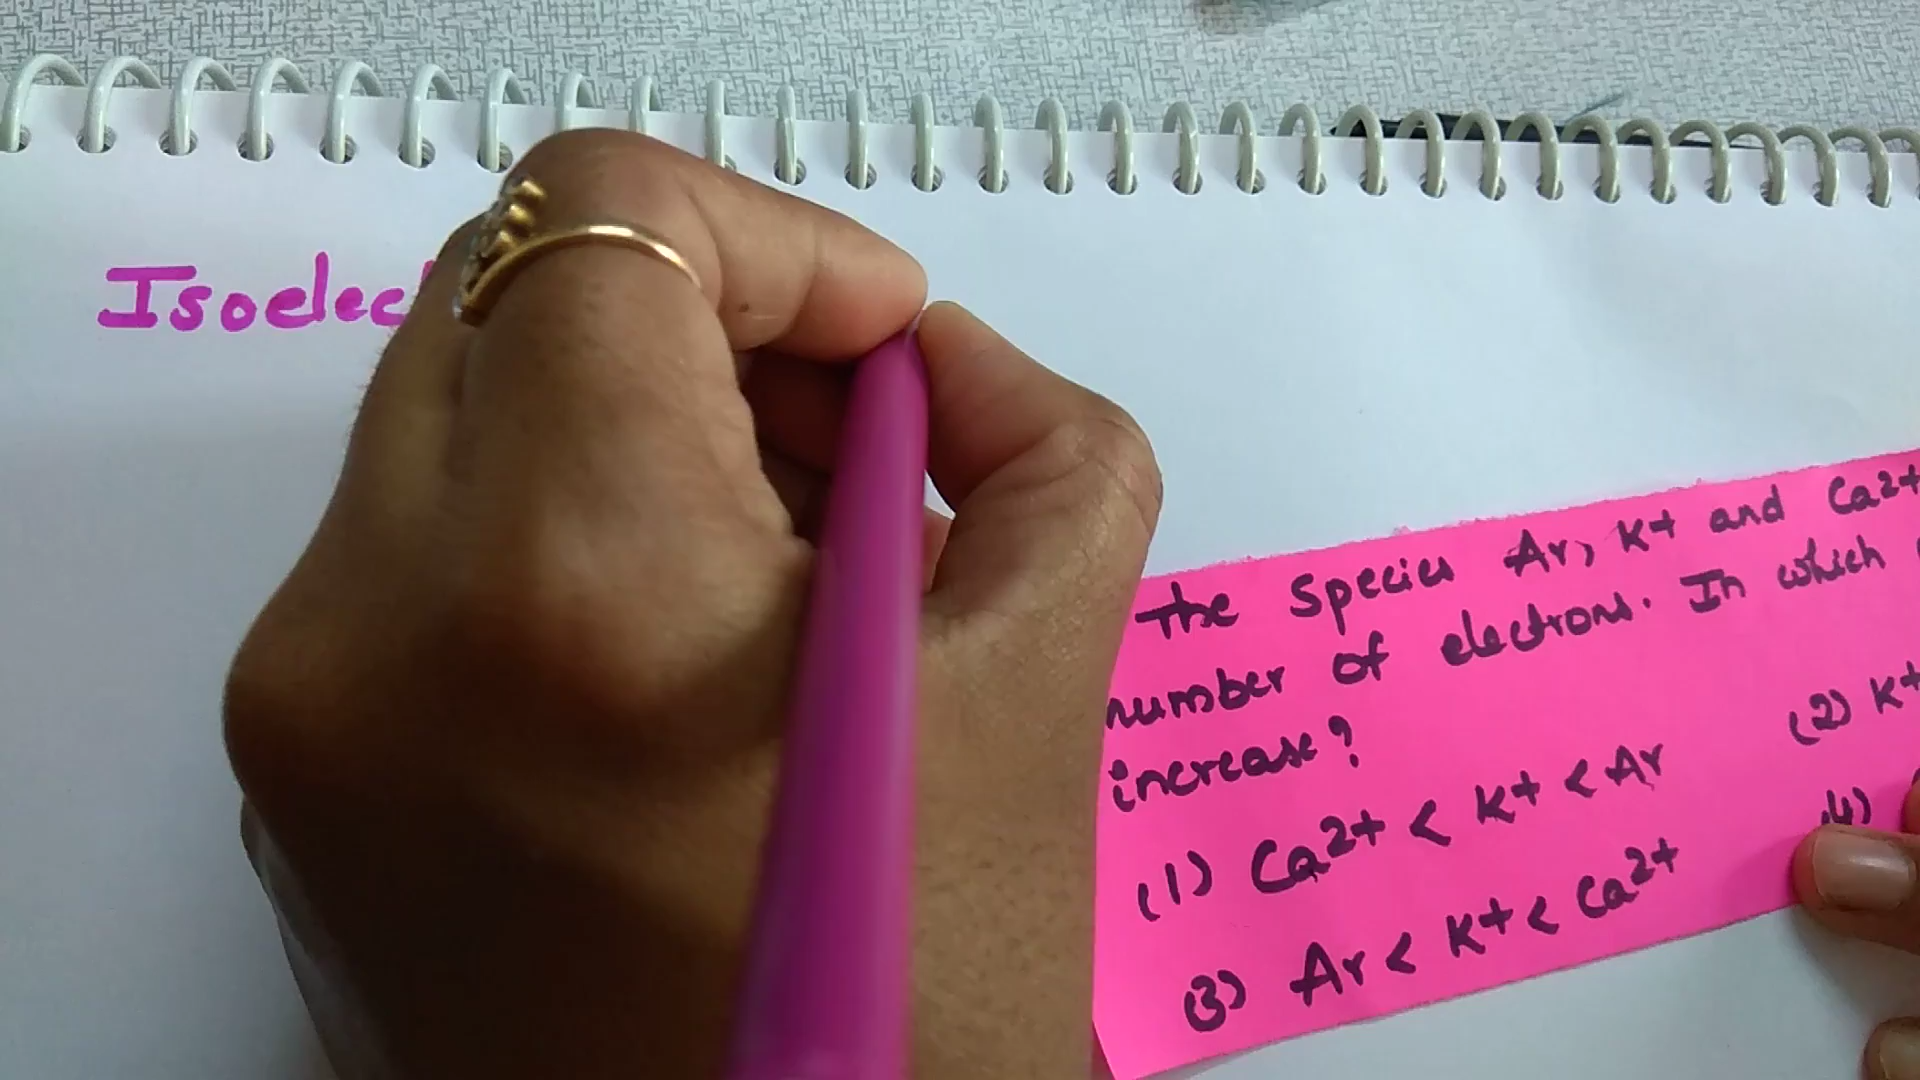 Isoelec
The Species Ar, K+ and Ca2+
number of electrons. In which
increase?
(1) Ca2+ < K+ < Ar
(2) K+
(3) Ar < K+ < Ca2+
(4)